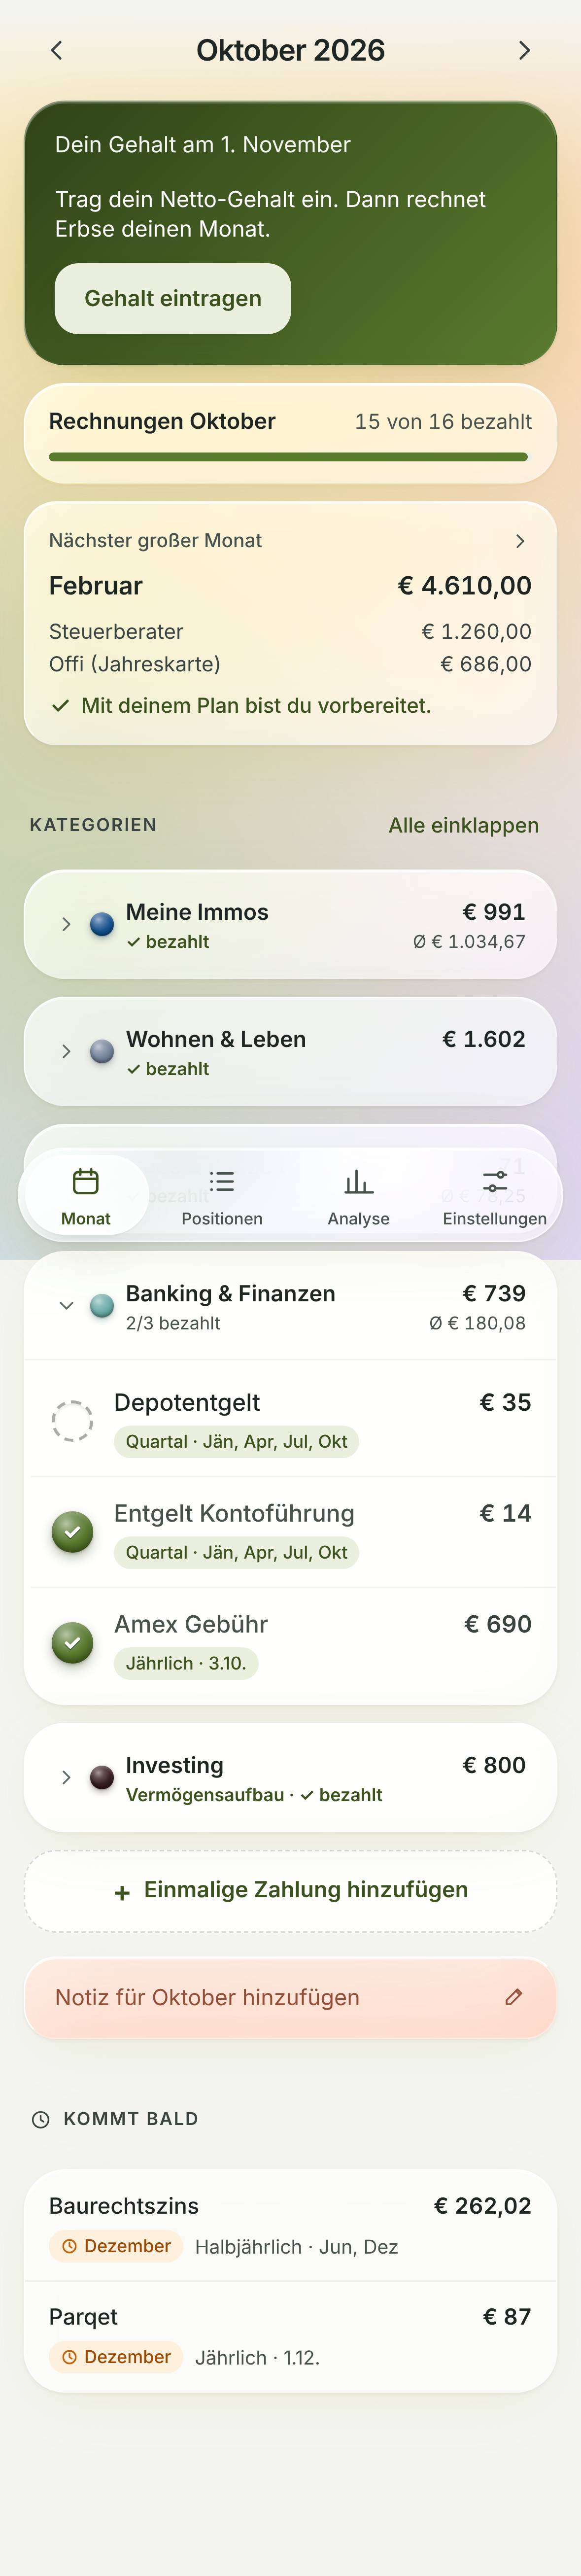 Oktober 2026
Dein Gehalt am 1. November
Trag dein Netto-Gehalt ein. Dann rechnet
Erbse deinen Monat.
Gehalt eintragen
Rechnungen Oktober 15 von 16 bezahlt
Nächster großer Monat
Februar € 4.610,00
Steuerberater € 1.260,00
Offi (Jahreskarte) € 686,00
Mit deinem Plan bist du vorbereitet.
KATEGORIEN Alle einklappen
Meine Immos € 991
✓ bezahlt Ø € 1.034,67
Wohnen & Leben € 1.602
✓ bezahlt
bezahlt
Monat Positionen Analyse Einstellungen
Banking & Finanzen € 739
2/3 bezahlt Ø € 180,08
Depotentgelt € 35
Quartal · Jän, Apr, Jul, Okt
Entgelt Kontoführung € 14
Quartal · Jän, Apr, Jul, Okt
Amex Gebühr € 690
Jährlich · 3.10.
Investing € 800
Vermögensaufbau · ✓ bezahlt
+ Einmalige Zahlung hinzufügen
Notiz für Oktober hinzufügen
KOMMT BALD
Baurechtszins € 262,02
Dezember Halbjährlich · Jun, Dez
Parqet € 87
Dezember Jährlich · 1.12.